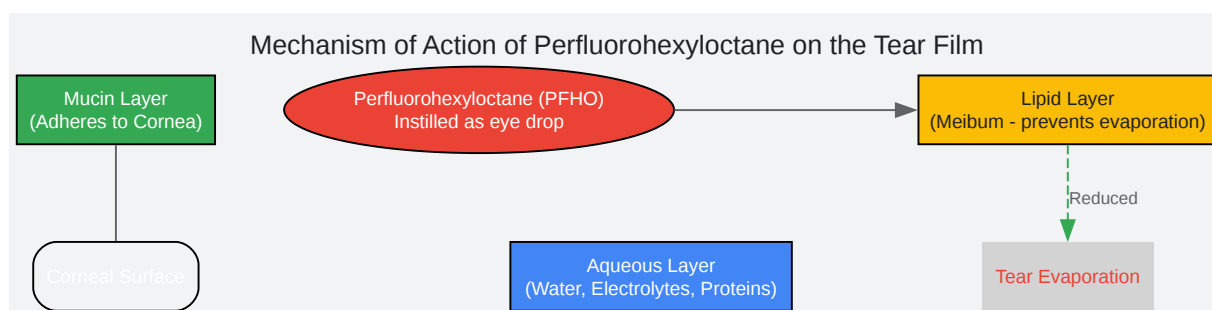 Mechanism of Action of Perfluorohexyloctane on the Tear Film
Mucin Layer
(Adheres to Cornea)
Perfluorohexyloctane (PFHO)
Instilled as eye drop
Lipid Layer
(Meibum - prevents evaporation)
Reduced
Corneal Surface
Aqueous Layer
(Water, Electrolytes, Proteins)
Tear Evaporation